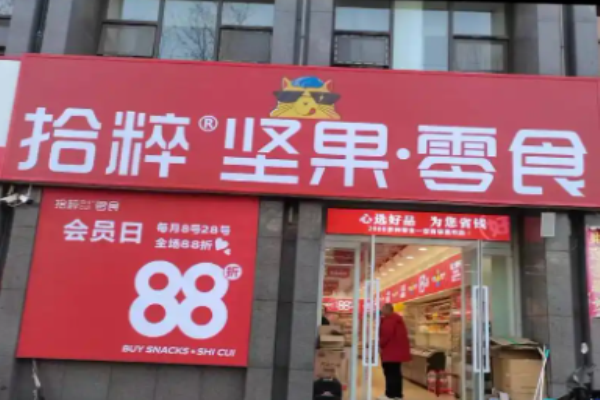 拾粹®坚果·零食
拾粹 零食
会员日
每月8号28号
全场88折
88折
BUY SNACKS·SHI CUI
心选好品 为您省钱